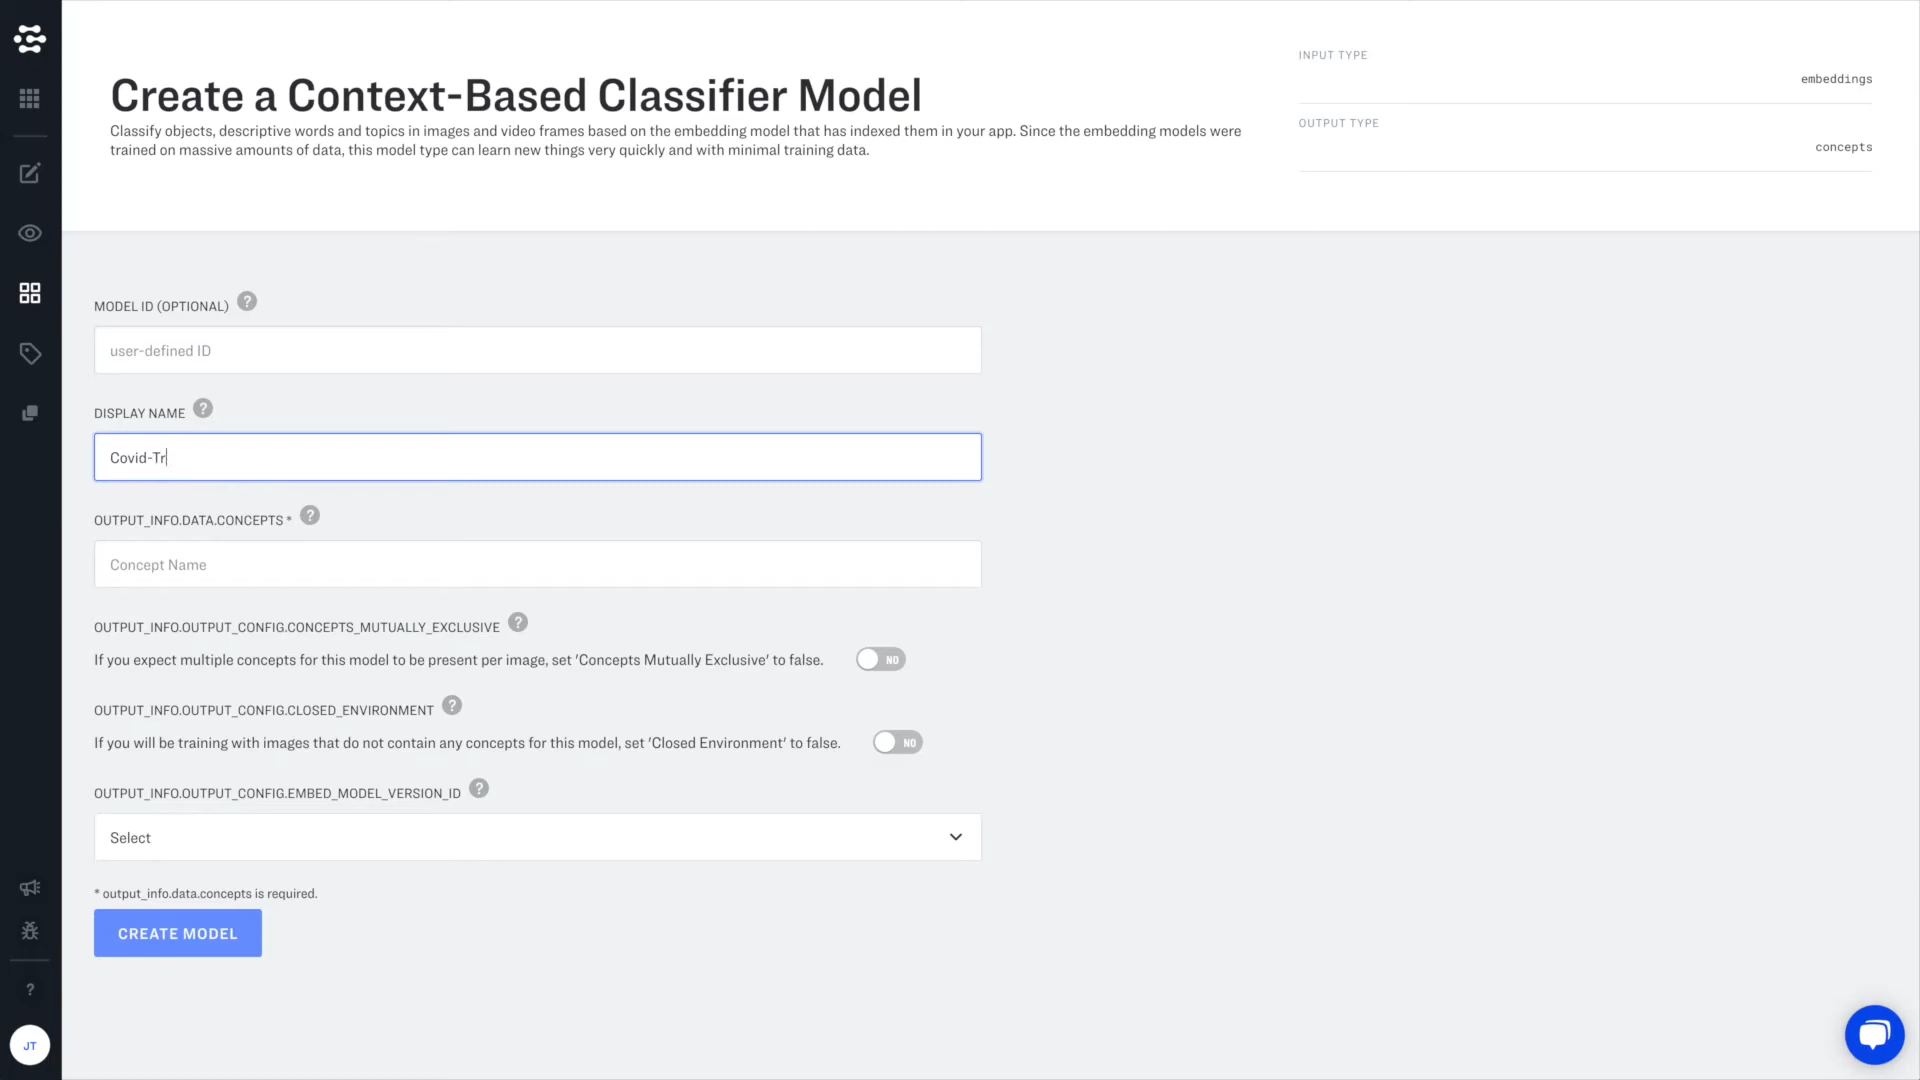 Create a Context-Based Classifier Model
Classify objects, descriptive words and topics in images and video frames based on the embedding model that has indexed them in your app. Since the embedding models were
trained on massive amounts of data, this model type can learn new things very quickly and with minimal training data.
INPUT TYPE
embeddings
OUTPUT TYPE
concepts
MODEL ID (OPTIONAL) ?
user-defined ID
DISPLAY NAME ?
Covid-Tr
OUTPUT_INFO.DATA.CONCEPTS * ?
Concept Name
OUTPUT_INFO.OUTPUT_CONFIG.CONCEPTS_MUTUALLY_EXCLUSIVE ?
If you expect multiple concepts for this model to be present per image, set 'Concepts Mutually Exclusive' to false. NO
OUTPUT_INFO.OUTPUT_CONFIG.CLOSED_ENVIRONMENT ?
If you will be training with images that do not contain any concepts for this model, set 'Closed Environment' to false. NO
OUTPUT_INFO.OUTPUT_CONFIG.EMBED_MODEL_VERSION_ID ?
Select
* output_info.data.concepts is required.
CREATE MODEL
?
JT